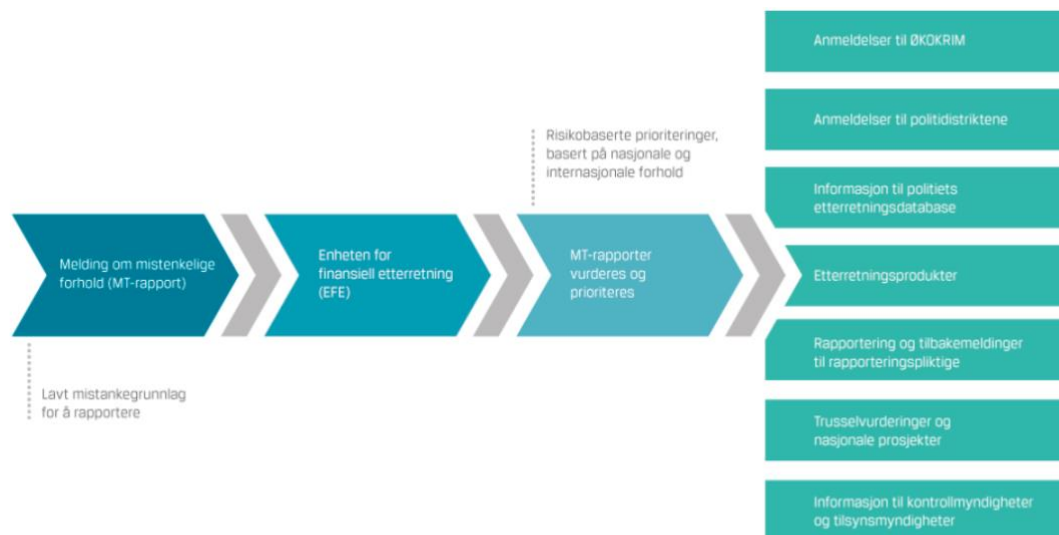 Anmeldelser til ØKOKRIM
Anmeldelser til politidistriktene
Risikobaserte prioriteringer,
basert på nasjonale og
internasjonale forhold
Informasjon til politiets
etterretningsdatabase
Melding om mistenkelige
forhold (MT-rapport)
Enheten for
finansiell etterretning
(EFE)
MT-rapporter
vurderes og
prioriteres
Etterretningsprodukter
Rapportering og tilbakemeldinger
til rapporteringspliktige
Lavt mistankegrunnlag
for å rapportere
Trusselvurderinger og
nasjonale prosjekter
Informasjon til kontrollmyndigheter
og tilsynsmyndigheter